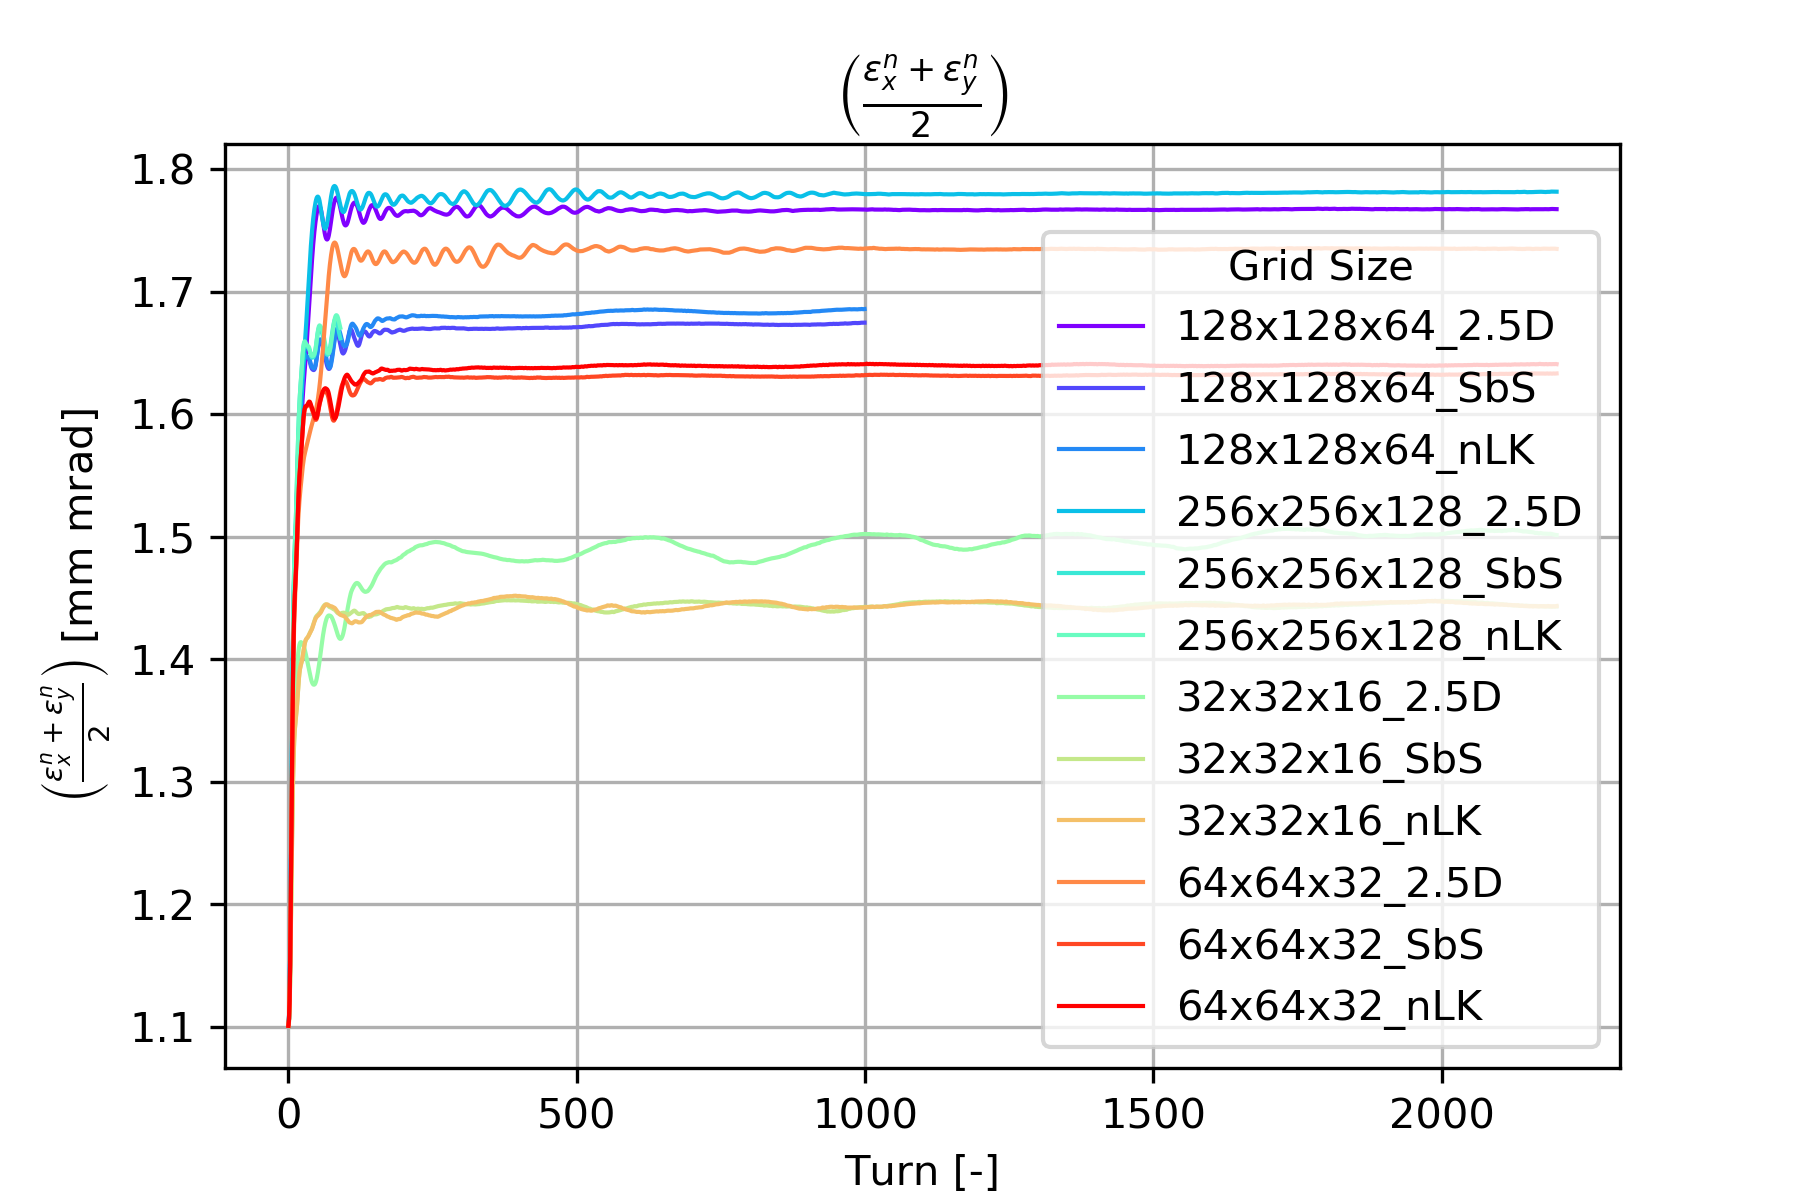 (εₓⁿ + εᵧⁿ / 2)
1.8
1.7
1.6
1.5
1.4
1.3
1.2
1.1
(εₓⁿ + εᵧⁿ / 2) [mm mrad]
Grid Size
128x128x64_2.5D
128x128x64_SbS
128x128x64_nLK
256x256x128_2.5D
256x256x128_SbS
256x256x128_nLK
32x32x16_2.5D
32x32x16_SbS
32x32x16_nLK
64x64x32_2.5D
64x64x32_SbS
64x64x32_nLK
0 500 1000 1500 2000
Turn [-]